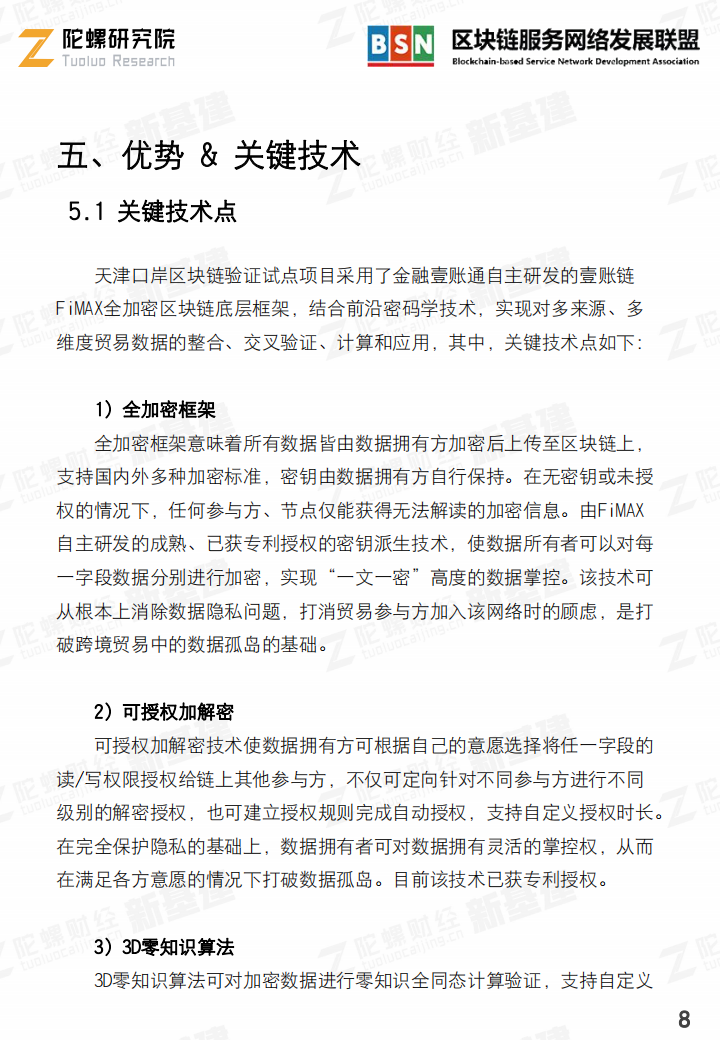 陀螺研究院
Tuoluo Research
BSN
区块链服务网络发展联盟
Blockchain-based Service Network Development Association
五、优势 & 关键技术
5.1 关键技术点
天津口岸区块链验证试点项目采用了金融壹账通自主研发的壹账链
FiMAX全加密区块链底层框架，结合前沿密码学技术，实现对多来源、多
维度贸易数据的整合、交叉验证、计算和应用，其中，关键技术点如下：
1）全加密框架
全加密框架意味着所有数据皆由数据拥有方加密后上传至区块链上，
支持国内外多种加密标准，密钥由数据拥有方自行保持。在无密钥或未授
权的情况下，任何参与方、节点仅能获得无法解读的加密信息。由FiMAX
自主研发的成熟、已获专利授权的密钥派生技术，使数据所有者可以对每
一字段数据分别进行加密，实现“一文一密”高度的数据掌控。该技术可
从根本上消除数据隐私问题，打消贸易参与方加入该网络时的顾虑，是打
破跨境贸易中的数据孤岛的基础。
2）可授权加解密
可授权加解密技术使数据拥有方可根据自己的意愿选择将任一字段的
读/写权限授权给链上其他参与方，不仅可定向针对不同参与方进行不同
级别的解密授权，也可建立授权规则完成自动授权，支持自定义授权时长。
在完全保护隐私的基础上，数据拥有者可对数据拥有灵活的掌控权，从而
在满足各方意愿的情况下打破数据孤岛。目前该技术已获专利授权。
3）3D零知识算法
3D零知识算法可对加密数据进行零知识全同态计算验证，支持自定义
8
陀螺财经 新基建
tuoluocaijing.cn